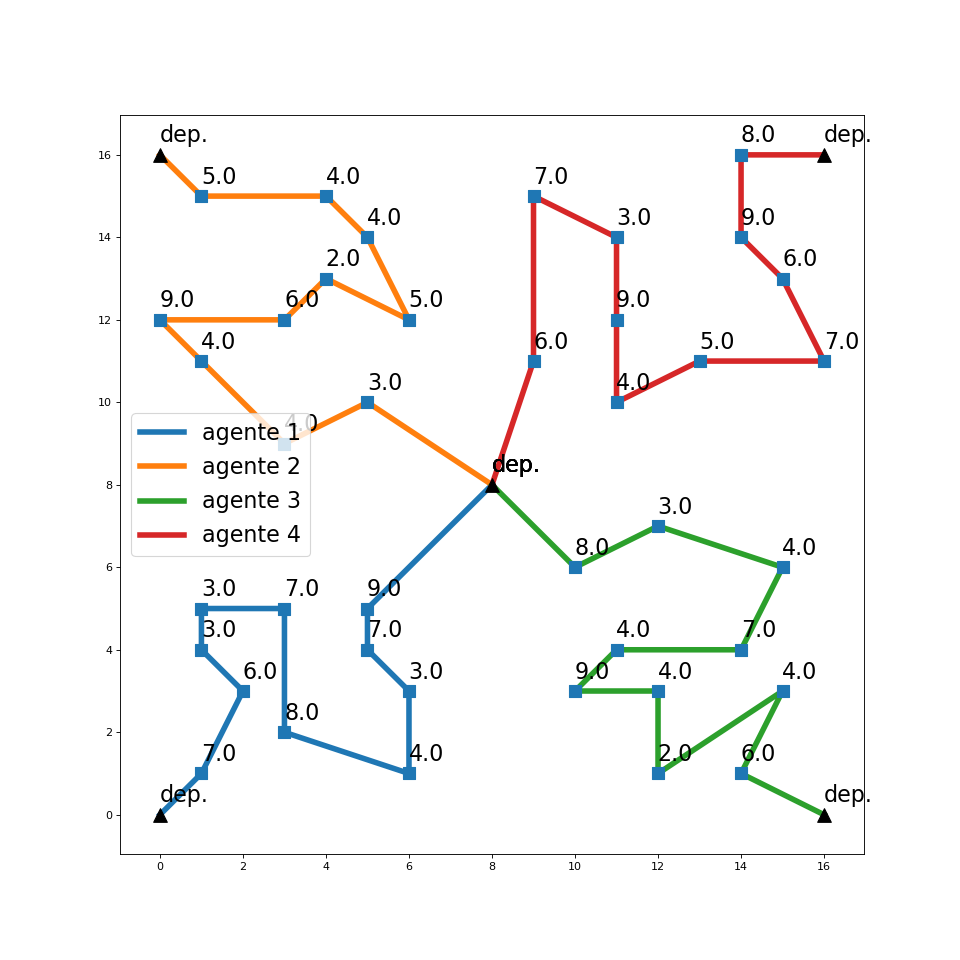 dep. 8.0 dep.
5.0 4.0 7.0
4.0 3.0 9.0
2.0 6.0
9.0 6.0 5.0 9.0
4.0 6.0 5.0 7.0
3.0 4.0
4.0
agente 1
agente 2
agente 3
agente 4
dep.
3.0
8.0 4.0
3.0 7.0 9.0
3.0 7.0 4.0 7.0
6.0 3.0 9.0 4.0 4.0
8.0
7.0 4.0 2.0 6.0
dep. dep.
16
14
12
10
8
6
4
2
0
0 2 4 6 8 10 12 14 16